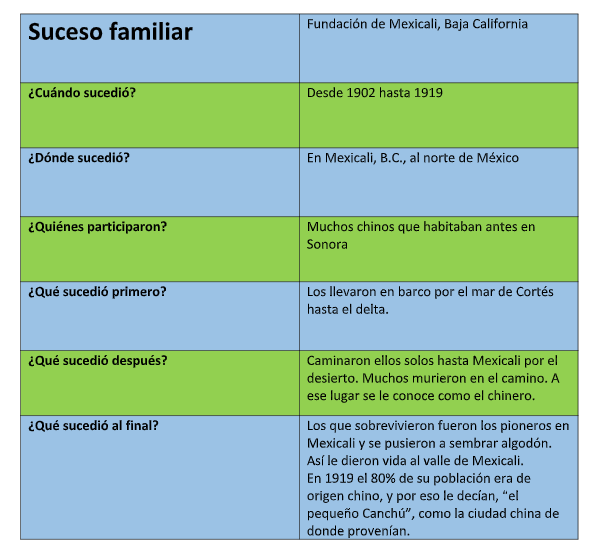 Suceso familiar
Fundación de Mexicali, Baja California
¿Cuándo sucedió?
Desde 1902 hasta 1919
¿Dónde sucedió?
En Mexicali, B.C., al norte de México
¿Quiénes participaron?
Muchos chinos que habitaban antes en
Sonora
¿Qué sucedió primero?
Los llevaron en barco por el mar de Cortés
hasta el delta.
¿Qué sucedió después?
Caminaron ellos solos hasta Mexicali por el
desierto. Muchos murieron en el camino. A
ese lugar se le conoce como el chinero.
¿Qué sucedió al final?
Los que sobrevivieron fueron los pioneros en
Mexicali y se pusieron a sembrar algodón.
Así le dieron vida al valle de Mexicali.
En 1919 el 80% de su población era de
origen chino, y por eso le decían, “el
pequeño Canchú”, como la ciudad china de
donde provenían.